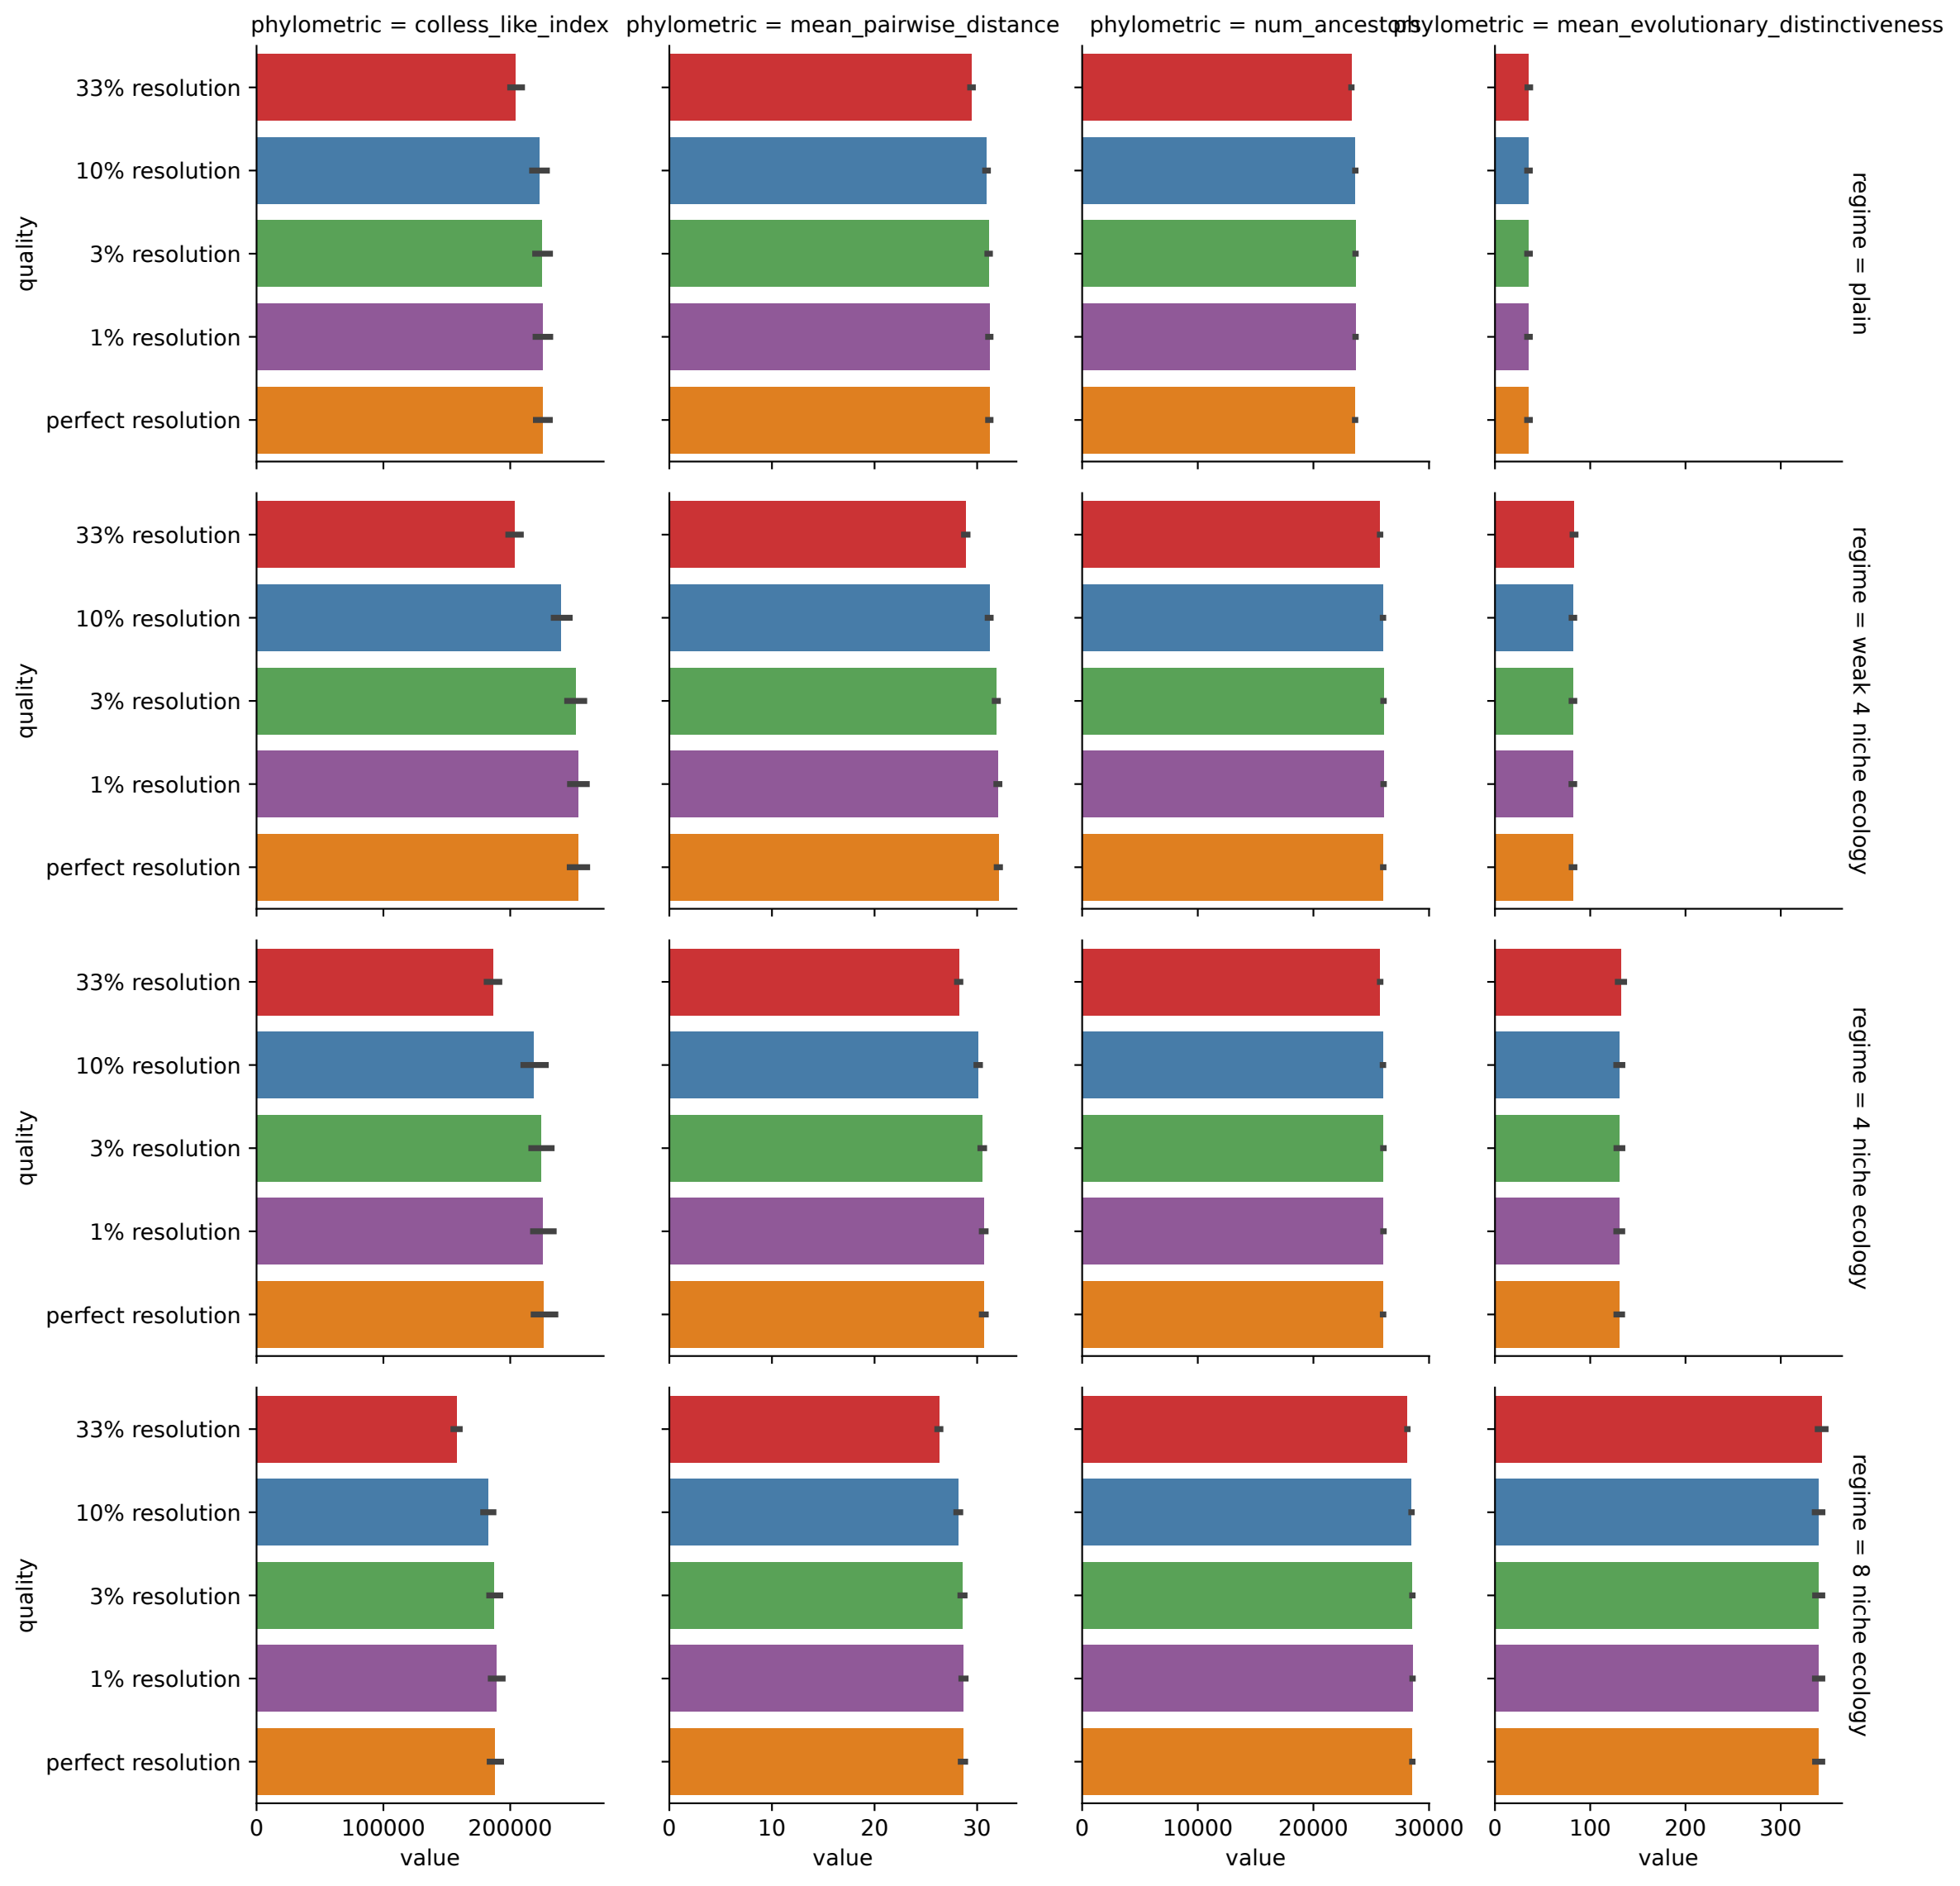 phylometric = colless_like_index
phylometric = mean_pairwise_distance
phylometric = num_ancestors
phylometric = mean_evolutionary_distinctiveness
quality
33% resolution
10% resolution
3% resolution
1% resolution
perfect resolution
regime = plain
quality
33% resolution
10% resolution
3% resolution
1% resolution
perfect resolution
regime = weak 4 niche ecology
quality
33% resolution
10% resolution
3% resolution
1% resolution
perfect resolution
regime = 4 niche ecology
quality
33% resolution
10% resolution
3% resolution
1% resolution
perfect resolution
regime = 8 niche ecology
0 100000 200000
value
0 10 20 30
value
0 10000 20000 30000
value
0 100 200 300
value